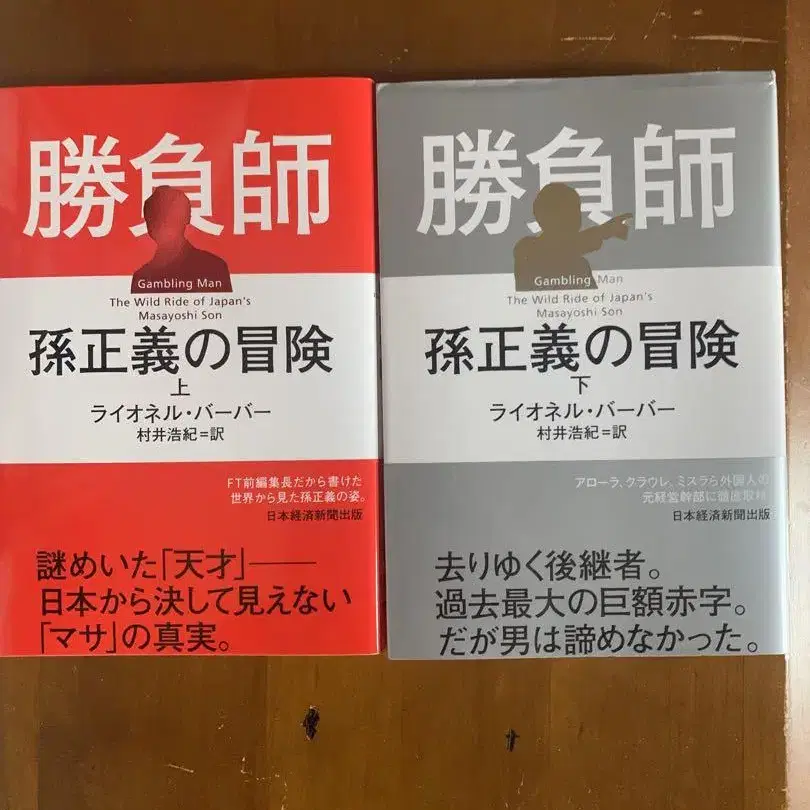 勝負師
Gambling Man
The Wild Ride of Japan's
Masayoshi Son
孫正義の冒険
上
ライオネル・バーバー
村井浩紀=訳
FT前編集長だから書けた
世界から見た孫正義の姿。
日本経済新聞出版
謎めいた「天才」――
日本から決して見えない
「マサ」の真実。
勝負師
Gambling Man
The Wild Ride of Japan's
Masayoshi Son
孫正義の冒険
下
ライオネル・バーバー
村井浩紀=訳
アローラ、クラウレ、ミスラら外国人の
元経営幹部に徹底取材。
日本経済新聞出版
去りゆく後継者。
過去最大の巨額赤字。
だが男は諦めなかった。